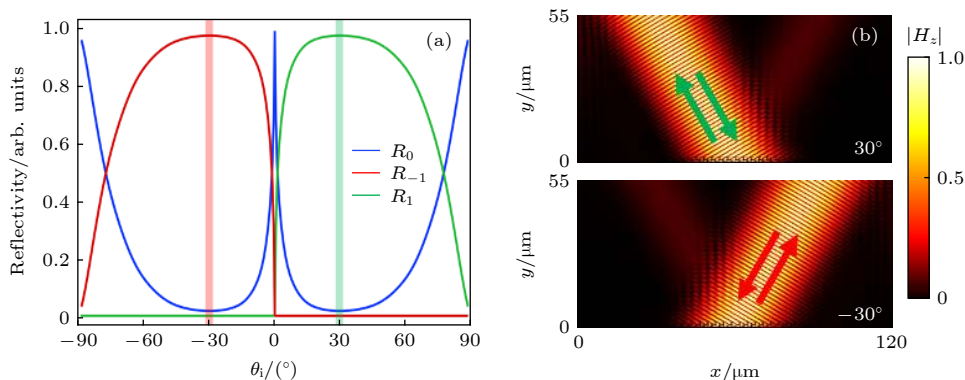 (a)
Reflectivity/arb. units
1.0
0.8
0.6
0.4
0.2
0
R₀
R₋₁
R₁
−90 −60 −30 0 30 60 90
θᵢ/(°)
(b)
y/μm
55
0
30°
y/μm
55
0
−30°
0 120
x/μm
|H_z|
1.0
0.5
0